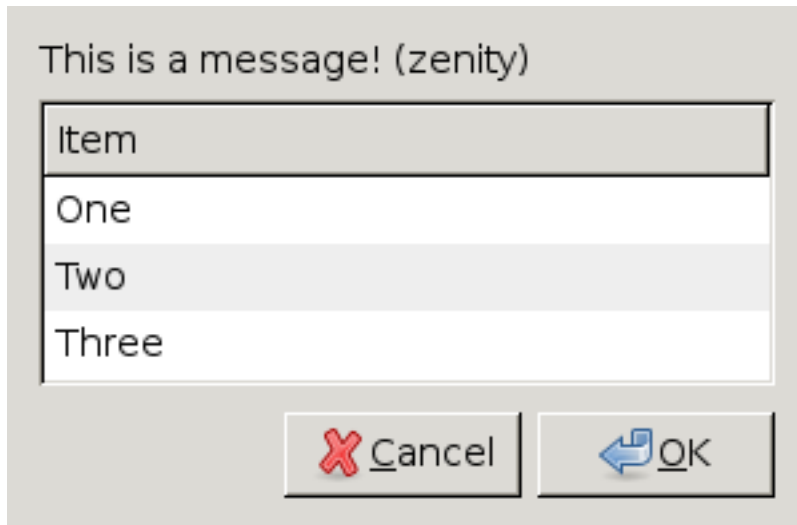 This is a message! (zenity)
Item
One
Two
Three
Cancel
OK